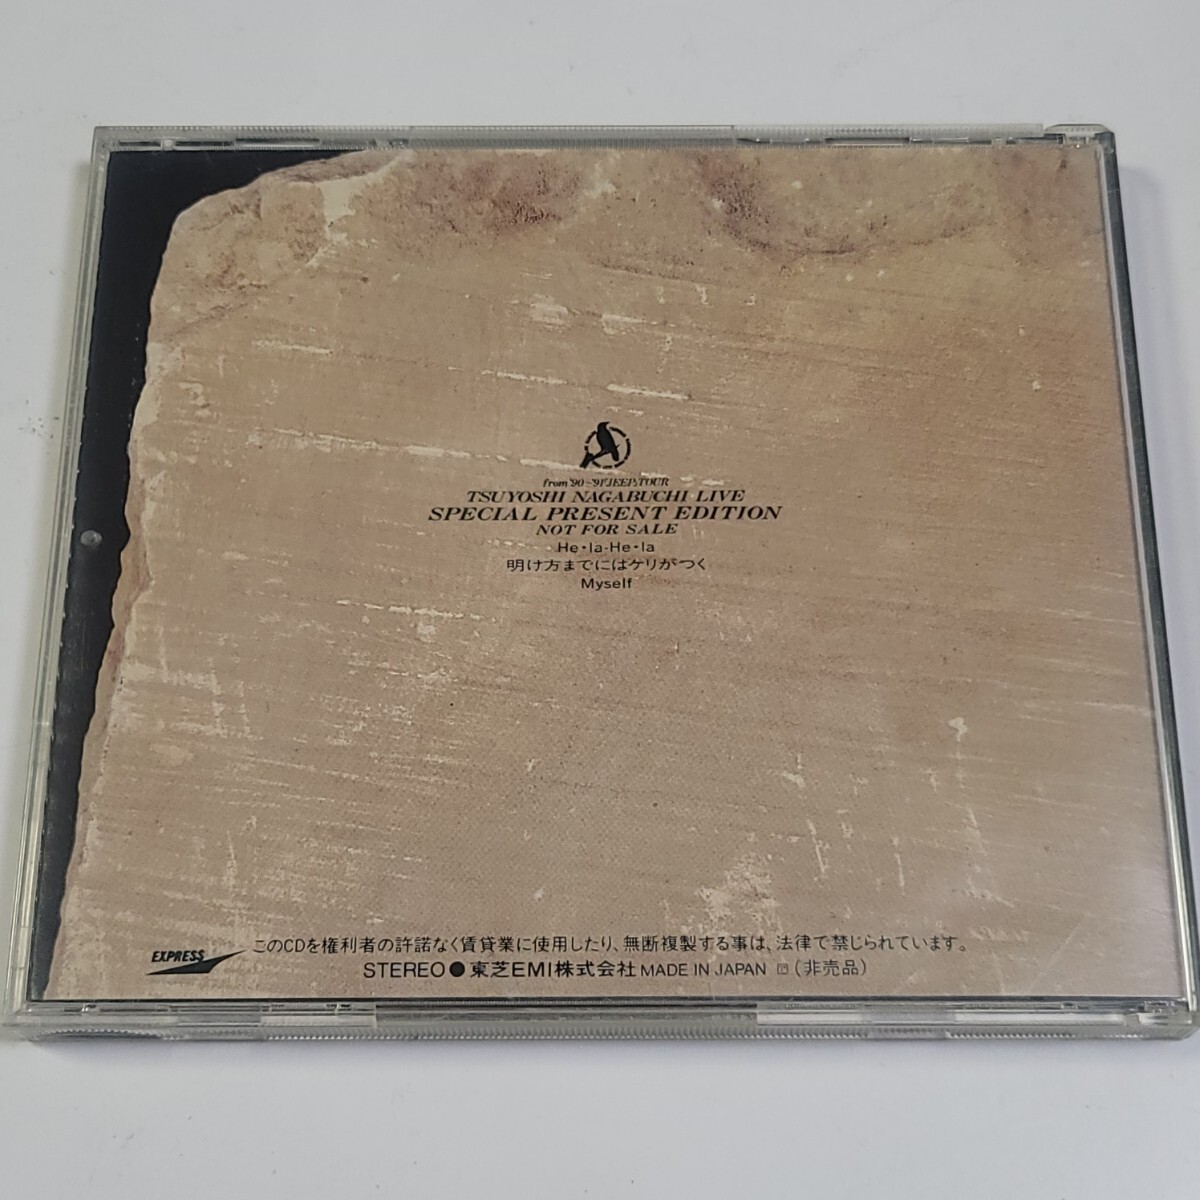 from '90~'91 JEEP TOUR
TSUYOSHI NAGABUCHI LIVE
SPECIAL PRESENT EDITION
NOT FOR SALE
He・la-He・la
明け方までにはケリがつく
Myself
EXPRESS このCDを権利者の許諾なく賃貸業に使用したり、無断複製する事は、法律で禁じられています。
STEREO●東芝EMI株式会社 MADE IN JAPAN (非売品)